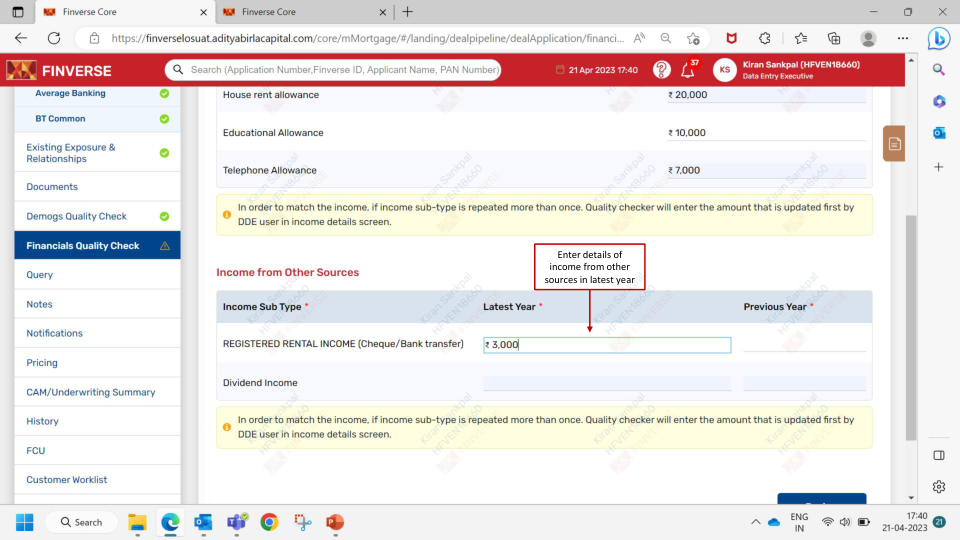 Finverse Core
Finverse Core
https://finverselosuat.adityabirlacapital.com/core/mMortgage/#/landing/dealpipeline/dealApplication/financi...
FINVERSE
Search (Application Number,Finverse ID, Applicant Name, PAN Number)
21 Apr 2023 17:40
37
KS
Kiran Sankpal (HFVEN18660)
Data Entry Executive
Average Banking
BT Common
Existing Exposure &
Relationships
Documents
Demogs Quality Check
Financials Quality Check
Query
Notes
Notifications
Pricing
CAM/Underwriting Summary
History
FCU
Customer Worklist
House rent allowance
₹ 20,000
Educational Allowance
₹ 10,000
Telephone Allowance
₹ 7,000
In order to match the income, if income sub-type is repeated more than once. Quality checker will enter the amount that is updated first by
DDE user in income details screen.
Enter details of
income from other
sources in latest year
Income from Other Sources
Income Sub Type *
Latest Year *
Previous Year *
REGISTERED RENTAL INCOME (Cheque/Bank transfer)
₹ 3,000
Dividend Income
In order to match the income, if income sub-type is repeated more than once. Quality checker will enter the amount that is updated first by
DDE user in income details screen.
Kiran Sankpal
HFVEN18660
Search
ENG
IN
17:40
21-04-2023
21